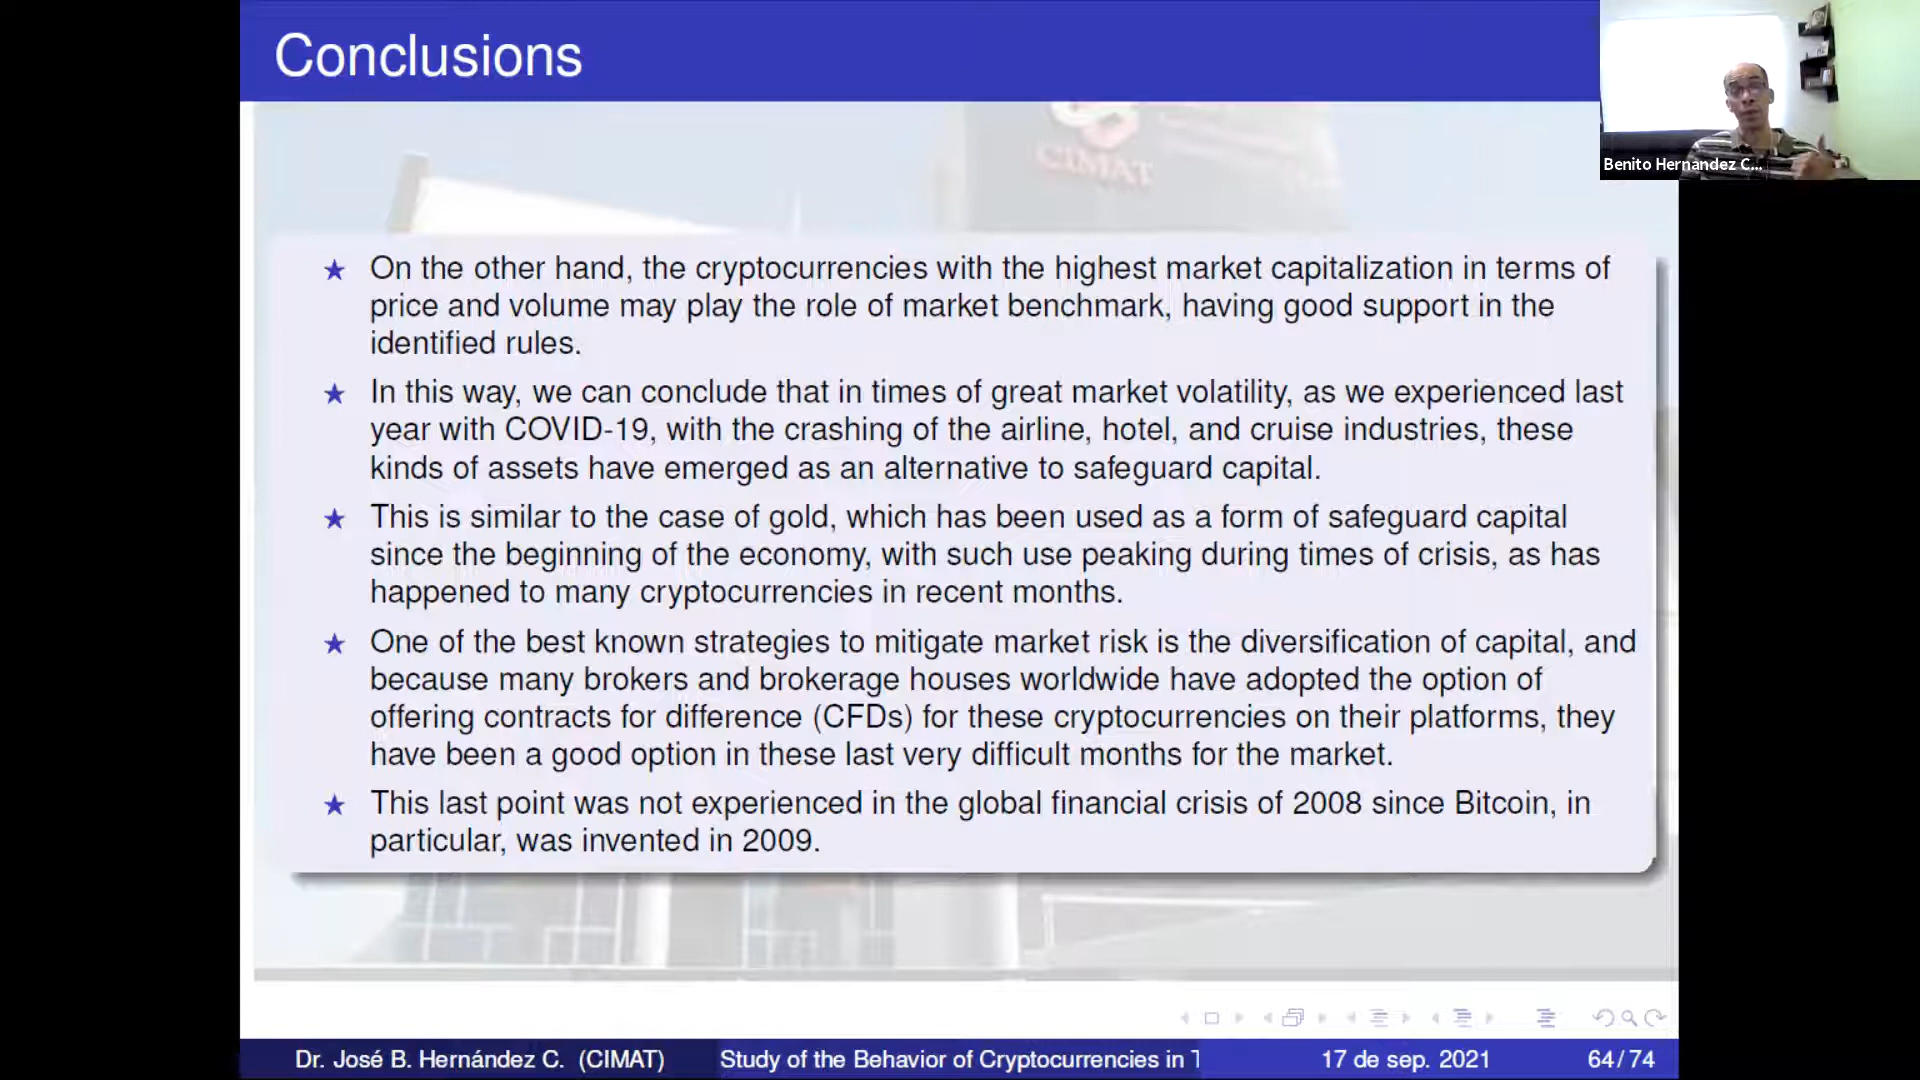 Conclusions
CIMAT
Benito Hernandez C...
★ On the other hand, the cryptocurrencies with the highest market capitalization in terms of
price and volume may play the role of market benchmark, having good support in the
identified rules.
★ In this way, we can conclude that in times of great market volatility, as we experienced last
year with COVID-19, with the crashing of the airline, hotel, and cruise industries, these
kinds of assets have emerged as an alternative to safeguard capital.
★ This is similar to the case of gold, which has been used as a form of safeguard capital
since the beginning of the economy, with such use peaking during times of crisis, as has
happened to many cryptocurrencies in recent months.
★ One of the best known strategies to mitigate market risk is the diversification of capital, and
because many brokers and brokerage houses worldwide have adopted the option of
offering contracts for difference (CFDs) for these cryptocurrencies on their platforms, they
have been a good option in these last very difficult months for the market.
★ This last point was not experienced in the global financial crisis of 2008 since Bitcoin, in
particular, was invented in 2009.
Dr. José B. Hernández C. (CIMAT) Study of the Behavior of Cryptocurrencies in T 17 de sep. 2021 64/74